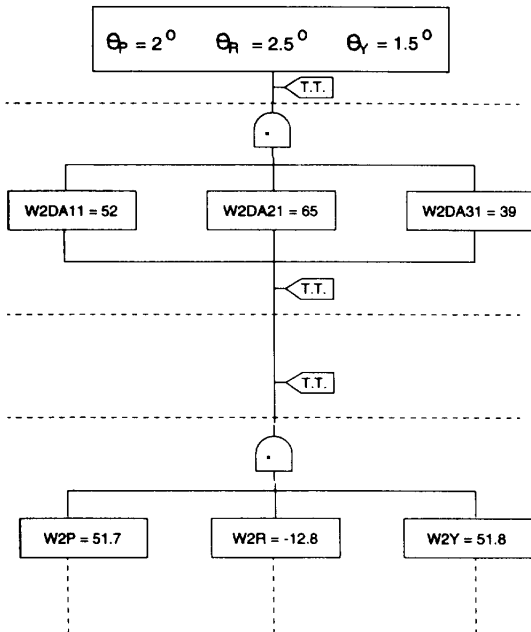 θP = 2° θR = 2.5° θY = 1.5°
T.T.
W2DA11 = 52 W2DA21 = 65 W2DA31 = 39
T.T.
T.T.
W2P = 51.7 W2R = -12.8 W2Y = 51.8